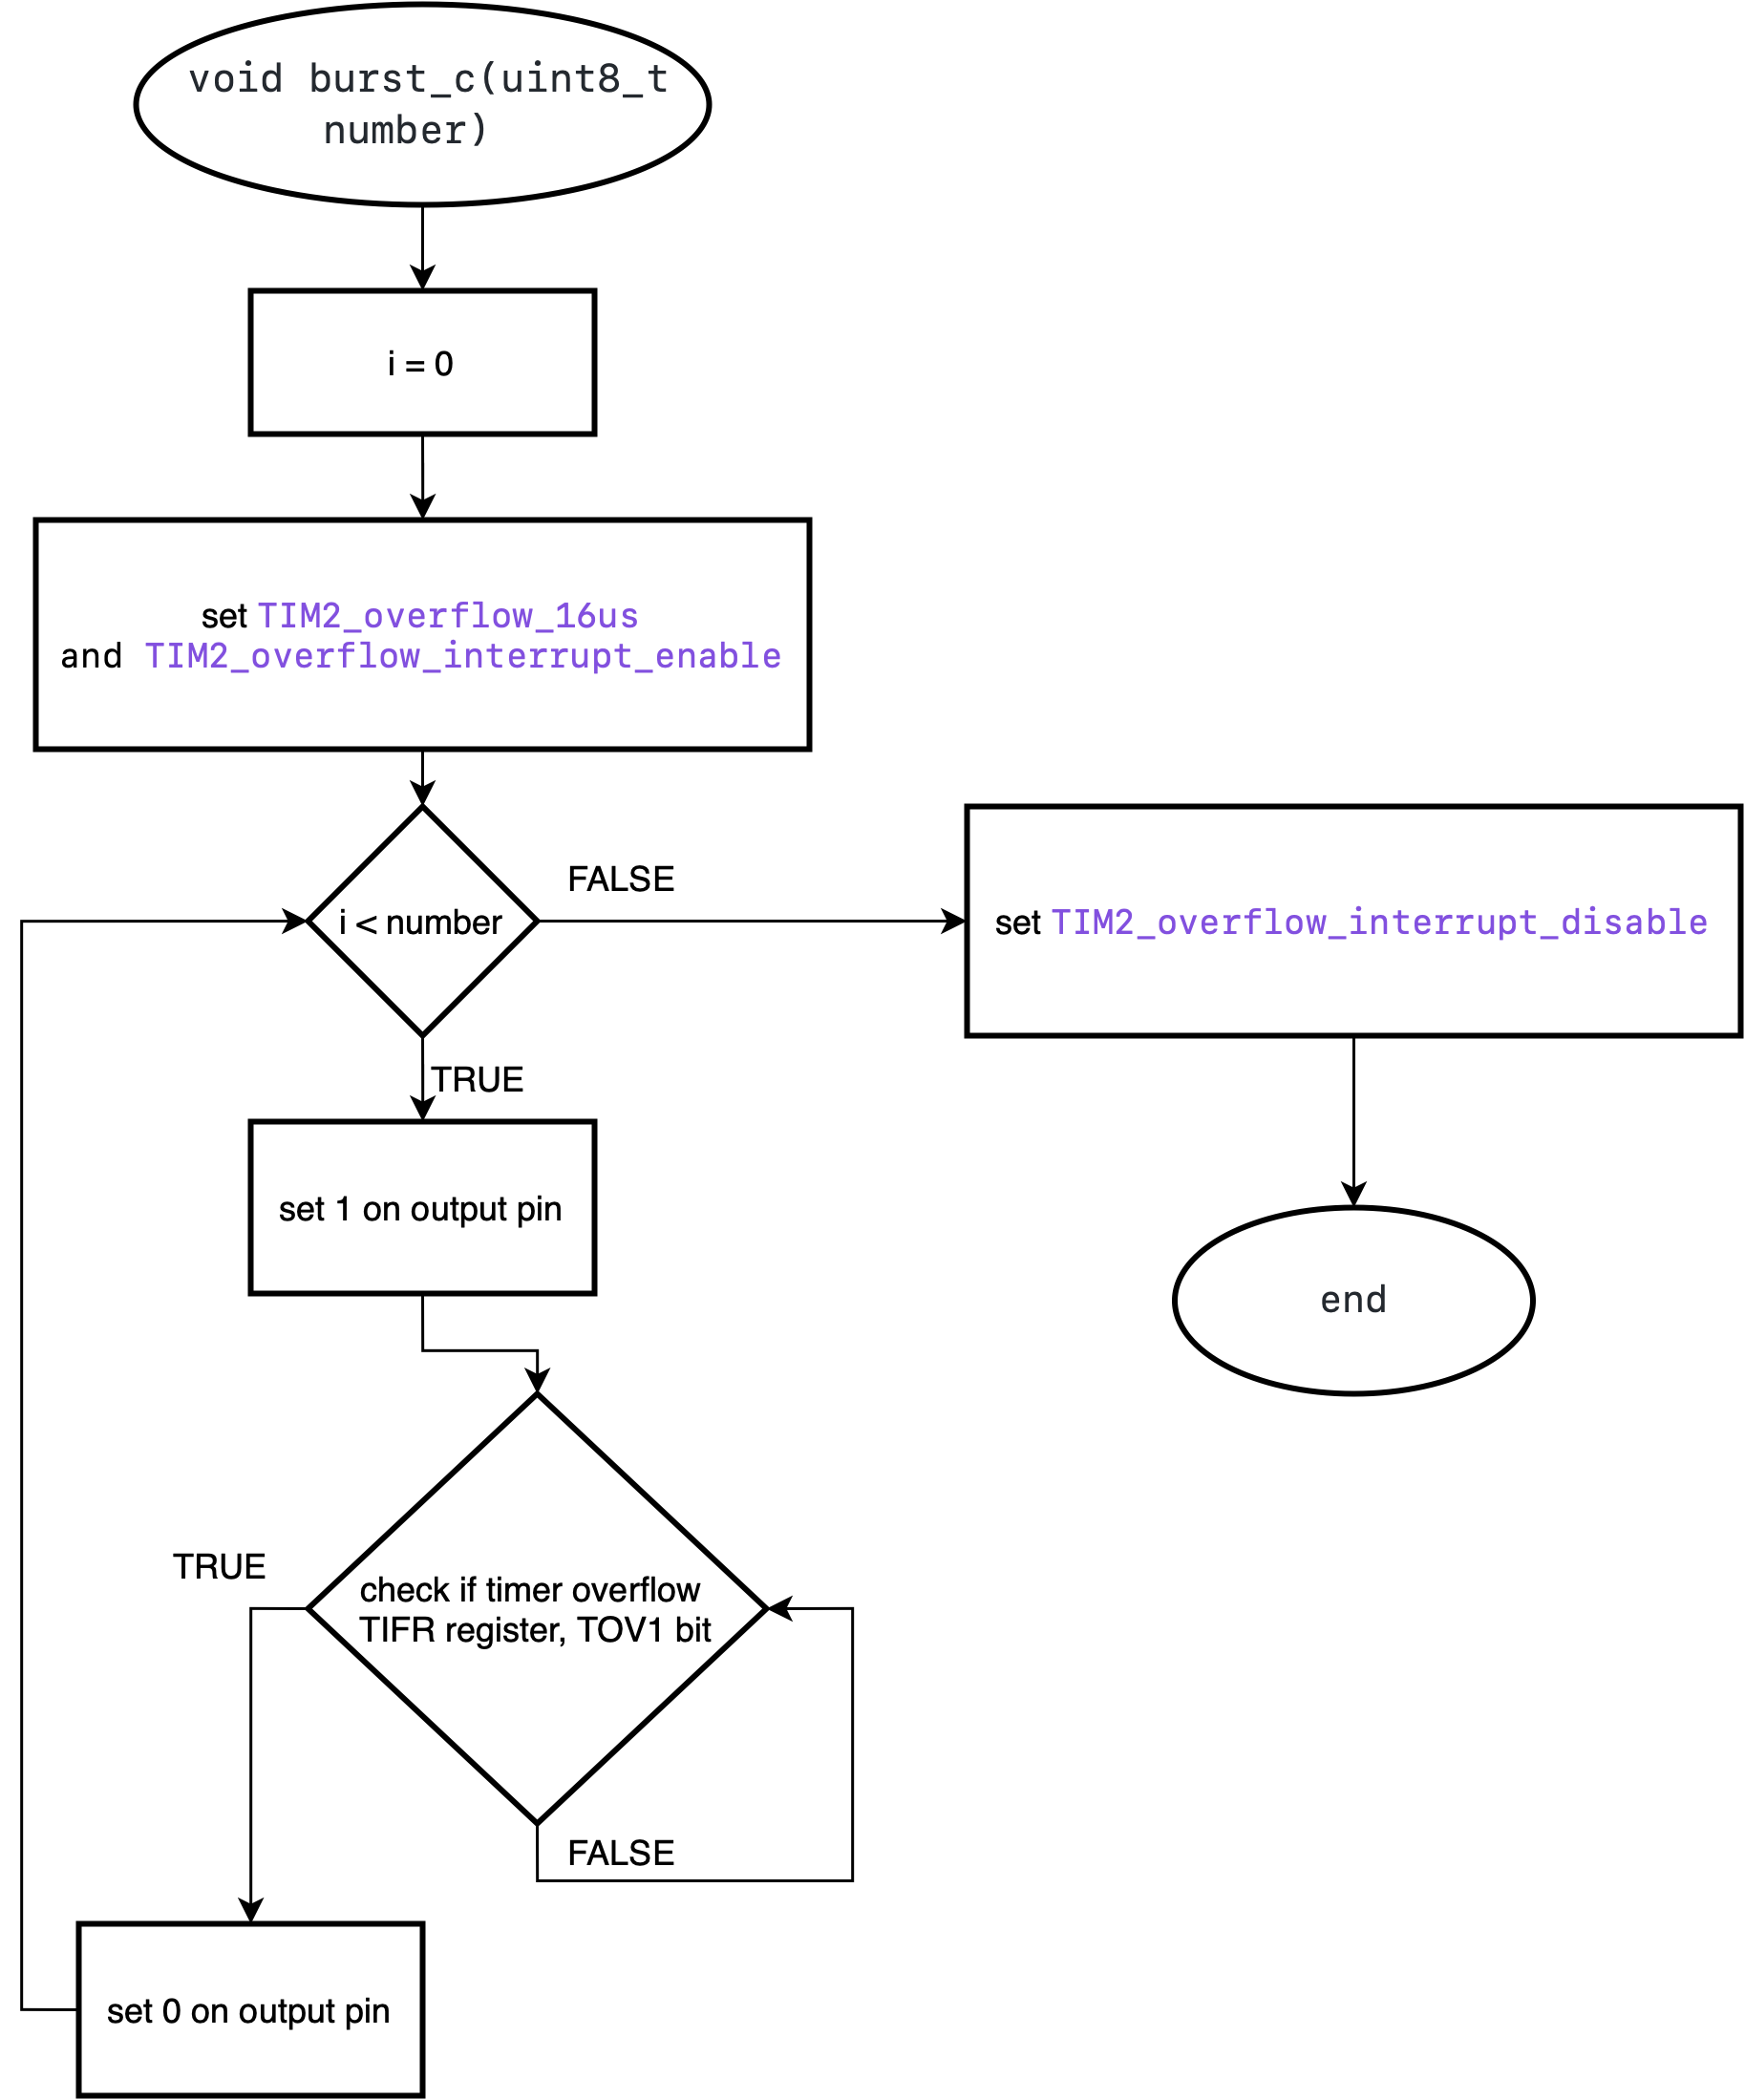 void burst_c(uint8_t
number)
i = 0
set TIM2_overflow_16us
and TIM2_overflow_interrupt_enable
i < number
FALSE
set TIM2_overflow_interrupt_disable
TRUE
set 1 on output pin
end
TRUE
check if timer overflow
TIFR register, TOV1 bit
FALSE
set 0 on output pin